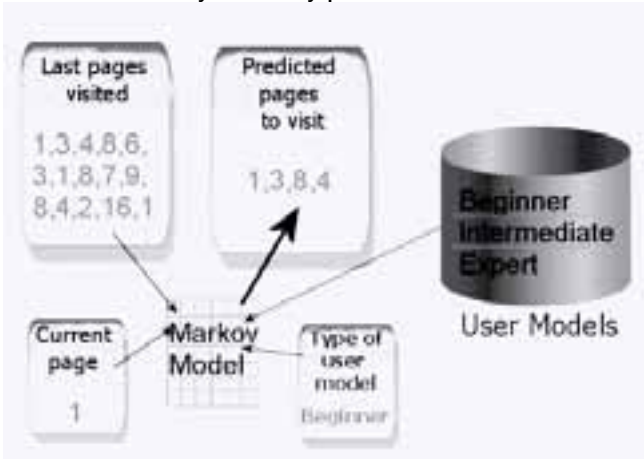 Last pages
visited
1,3,4,8,6,
3,1,8,7,9,
8,4,2,16,1
Predicted
pages
to visit
1,3,8,4
Beginner
Intermediate
Expert
User Models
Current
page
1
Markov
Model
Type of
user
model
Beginner